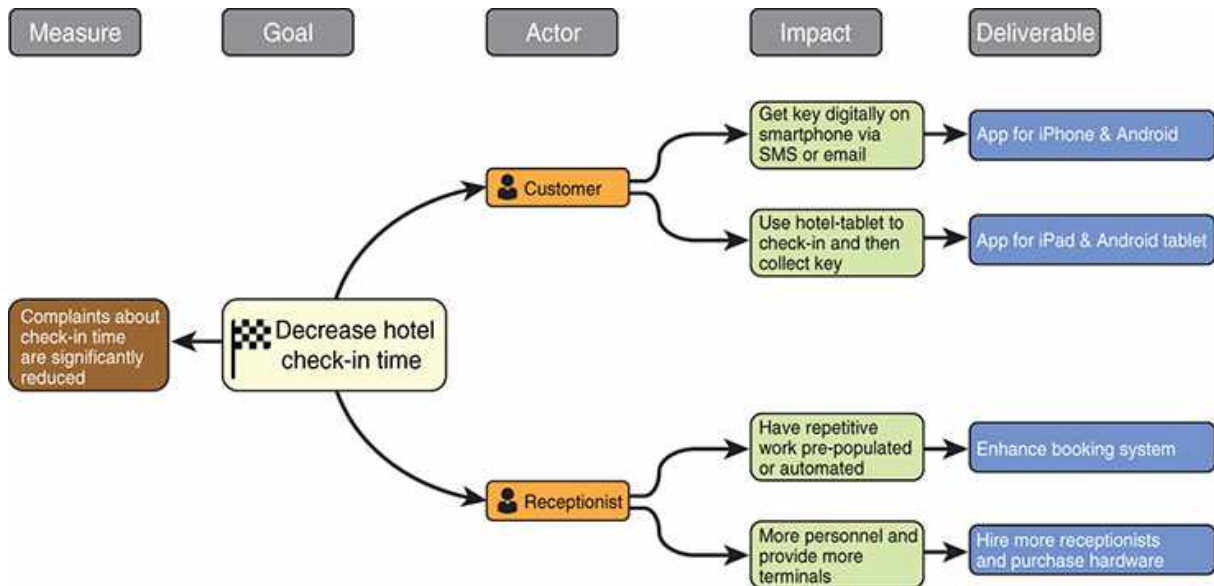 Measure
Goal
Actor
Impact
Deliverable
Get key digitally on
smartphone via
SMS or email
App for iPhone & Android
Customer
Use hotel-tablet to
check-in and then
collect key
App for iPad & Android tablet
Complaints about
check-in time
are significantly
reduced
Decrease hotel
check-in time
Have repetitive
work pre-populated
or automated
Enhance booking system
Receptionist
More personnel and
provide more
terminals
Hire more receptionists
and purchase hardware